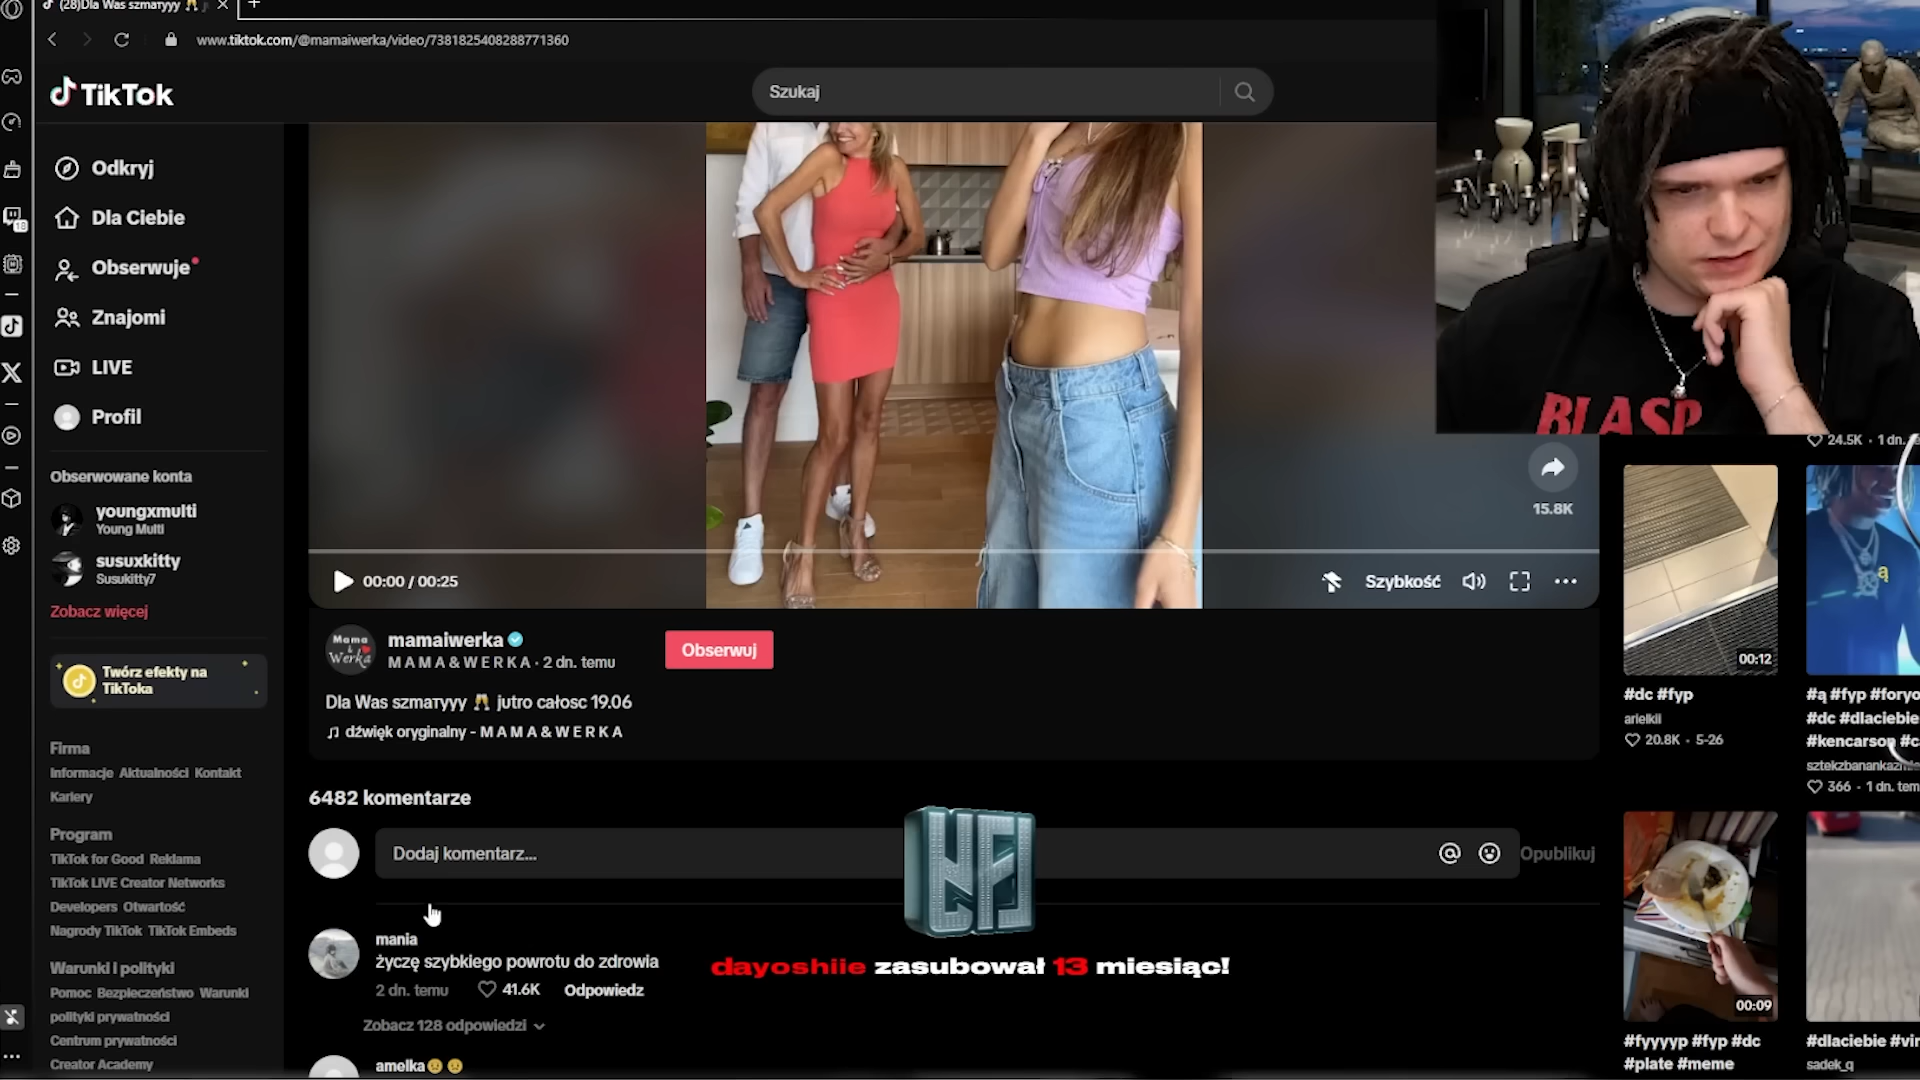 (28)Dla Was szmaтyyy 🥂
www.tiktok.com/@mamaiwerka/video/7381825408288771360
TikTok
Szukaj
Odkryj
Dla Ciebie
Obserwuje
Znajomi
LIVE
Profil
Obserwowane konta
youngxmulti
Young Multi
susuxkitty
Susukitty7
Zobacz więcej
Twórz efekty na
TikToka
Firma
Informacje Aktualności Kontakt
Kariery
Program
TikTok for Good Reklama
TikTok LIVE Creator Networks
Developers Otwartość
Nagrody TikTok TikTok Embeds
Warunki i polityki
Pomoc Bezpieczeństwo Warunki
polityki prywatności
Centrum prywatności
Creator Academy
18
15.8K
00:00 / 00:25
Szybkość
Mama
&
Werka
mamaiwerka
M A M A & W E R K A · 2 dn. temu
Obserwuj
Dla Was szmaтyyy 🥂 jutro całosc 19.06
dźwięk oryginalny - M A M A & W E R K A
6482 komentarze
Dodaj komentarz...
Opublikuj
mania
życzę szybkiego powrotu do zdrowia
2 dn. temu 41.6K Odpowiedz
Zobacz 128 odpowiedzi
amelka
dayoshiie zasubował 13 miesiąc!
BLASP
24.5K · 1 dn.
00:12
#dc #fyp
arielkii
20.8K · 5-26
#ą #fyp #foryo
#dc #dlaciebie
#kencarson #c
366 · 1 dn. tem
00:09
#fyyyyp #fyp #dc
#plate #meme
#dlaciebie #vir
sadek_q